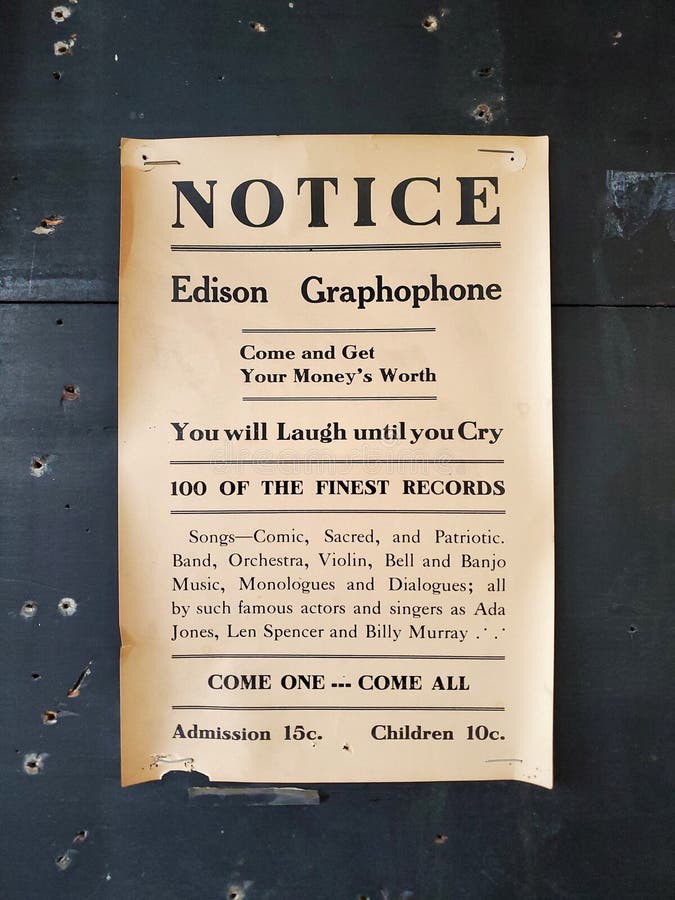 NOTICE
Edison Graphophone
Come and Get
Your Money's Worth
You will Laugh until you Cry
100 OF THE FINEST RECORDS
Songs—Comic, Sacred, and Patriotic.
Band, Orchestra, Violin, Bell and Banjo
Music, Monologues and Dialogues; all
by such famous actors and singers as Ada
Jones, Len Spencer and Billy Murray .·.·
COME ONE --- COME ALL
Admission 15c. Children 10c.